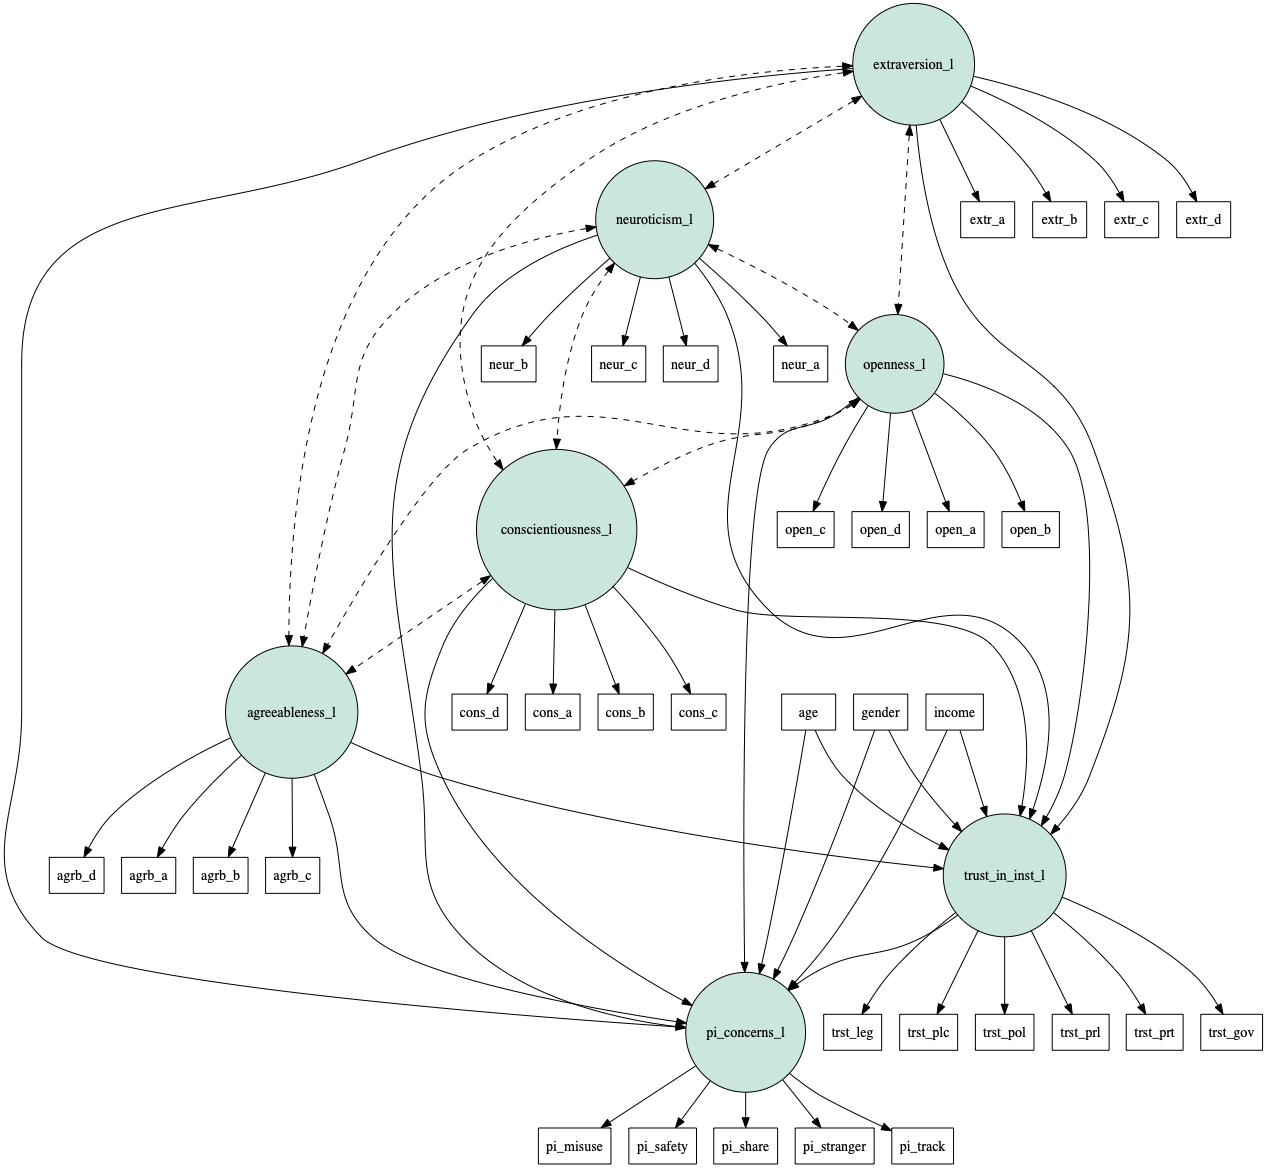 extraversion_l
extr_a
extr_b
extr_c
extr_d
neuroticism_l
neur_b
neur_c
neur_d
neur_a
openness_l
open_c
open_d
open_a
open_b
conscientiousness_l
agreeableness_l
cons_d
cons_a
cons_b
cons_c
age
gender
income
agrb_d
agrb_a
agrb_b
agrb_c
trust_in_inst_l
pi_concerns_l
trst_leg
trst_plc
trst_pol
trst_prl
trst_prt
trst_gov
pi_misuse
pi_safety
pi_share
pi_stranger
pi_track